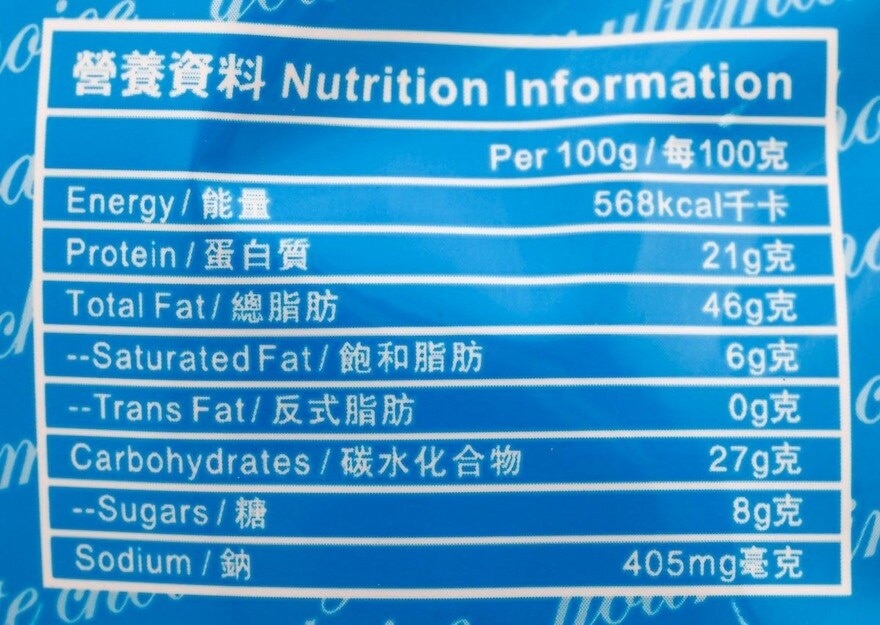 營養資料 Nutrition Information
Per 100g / 每100克
Energy / 能量 568kcal千卡
Protein / 蛋白質 21g克
Total Fat / 總脂肪 46g克
--Saturated Fat / 飽和脂肪 6g克
--Trans Fat / 反式脂肪 0g克
Carbohydrates / 碳水化合物 27g克
--Sugars / 糖 8g克
Sodium / 鈉 405mg毫克